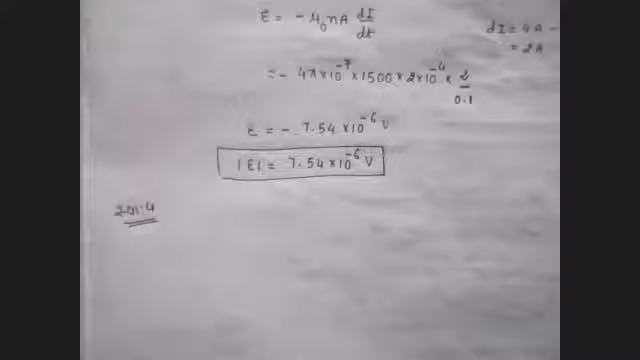 ε = - μ₀nA dI/dt
dI = 4A -
= 2A
= - 4π×10⁻⁷ × 1500 × 2×10⁻⁴ × 2/0.1
ε = - 7.54 ×10⁻⁶ V
|ε| = 7.54 ×10⁻⁶ V